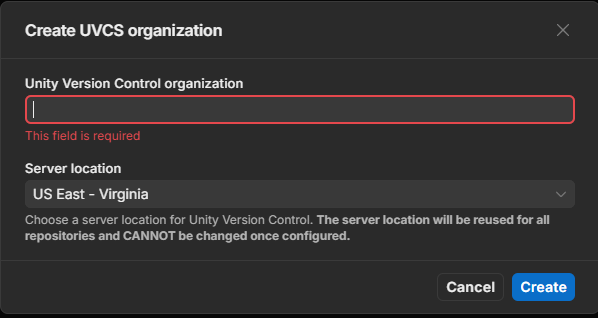 Create UVCS organization
Unity Version Control organization
This field is required
Server location
US East - Virginia
Choose a server location for Unity Version Control. The server location will be reused for all
repositories and CANNOT be changed once configured.
Cancel
Create